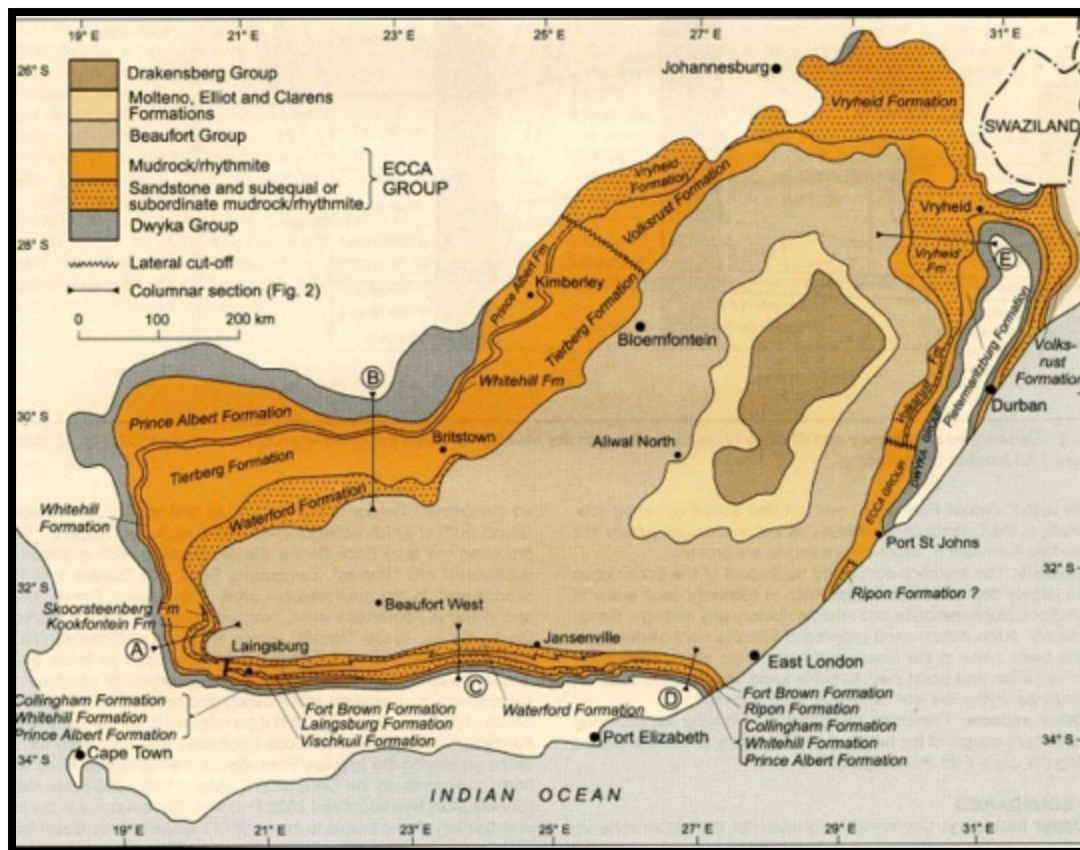 19° E
21° E
23° E
25° E
27° E
31° E
26° S
28° S
30° S
32° S
34° S
Drakensberg Group
Molteno, Elliot and Clarens
Formations
Beaufort Group
Mudrock/rhythmite
Sandstone and subequal or
subordinate mudrock/rhythmite
ECCA
GROUP
Dwyka Group
Lateral cut-off
Columnar section (Fig. 2)
0 100 200 km
Johannesburg
Vryheid Formation
SWAZILAND
Vryheid
Formation
Volksrust Formation
Vryheid
Vryheid
Fm
E
Prince Albert Fm
Kimberley
Tierberg Formation
Bloemfontein
Whitehill Fm
Pietermaritzburg Formation
Volks-
rust
Formation
Volksrust Fm
Durban
DWYKA GROUP
ECCA GROUP
B
Prince Albert Formation
Britstown
Aliwal North
Tierberg Formation
Waterford Formation
Whitehill
Formation
Port St Johns
32° S
Ripon Formation ?
Beaufort West
Skoorsteenberg Fm
Kookfontein Fm
A
Laingsburg
Jansenville
East London
C
D
Collingham Formation
Whitehill Formation
Prince Albert Formation
Fort Brown Formation
Laingsburg Formation
Vischkuil Formation
Waterford Formation
Fort Brown Formation
Ripon Formation
Collingham Formation
Whitehill Formation
Prince Albert Formation
Cape Town
Port Elizabeth
34° S
INDIAN OCEAN
19° E
21° E
23° E
25° E
27° E
29° E
31° E